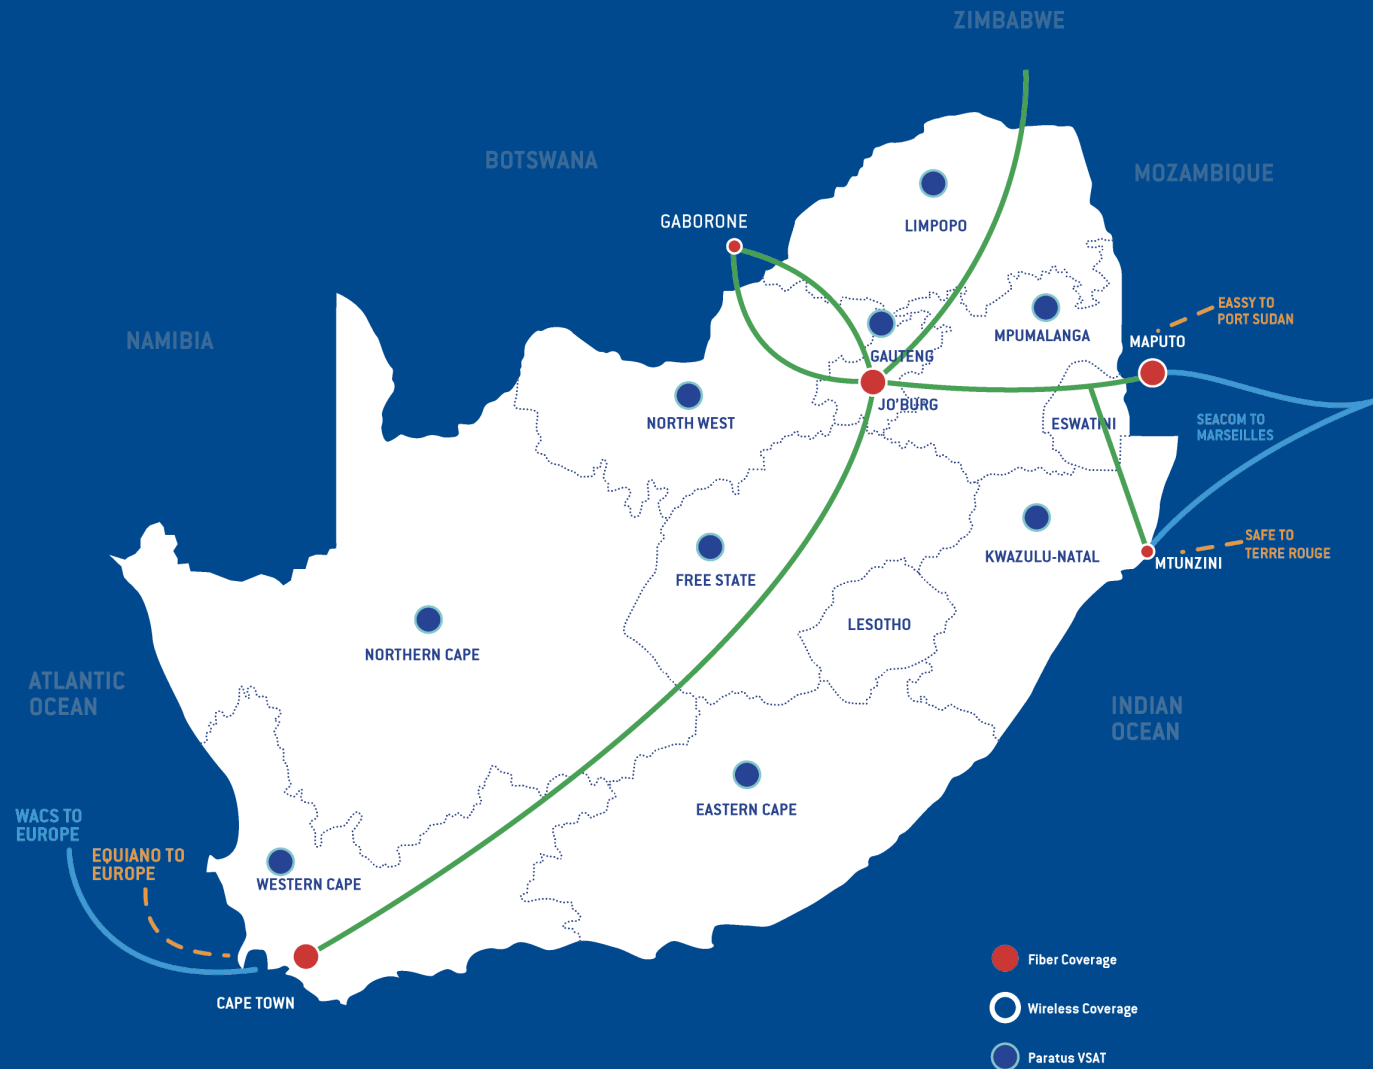 ZIMBABWE
BOTSWANA
MOZAMBIQUE
GABORONE
LIMPOPO
NAMIBIA
EASSY TO
PORT SUDAN
MPUMALANGA
MAPUTO
GAUTENG
JO'BURG
NORTH WEST
ESWATINI
SEACOM TO
MARSEILLES
SAFE TO
TERRE ROUGE
KWAZULU-NATAL
MTUNZINI
FREE STATE
LESOTHO
NORTHERN CAPE
ATLANTIC
OCEAN
INDIAN
OCEAN
EASTERN CAPE
WACS TO
EUROPE
EQUIANO TO
EUROPE
WESTERN CAPE
CAPE TOWN
Fiber Coverage
Wireless Coverage
Paratus VSAT